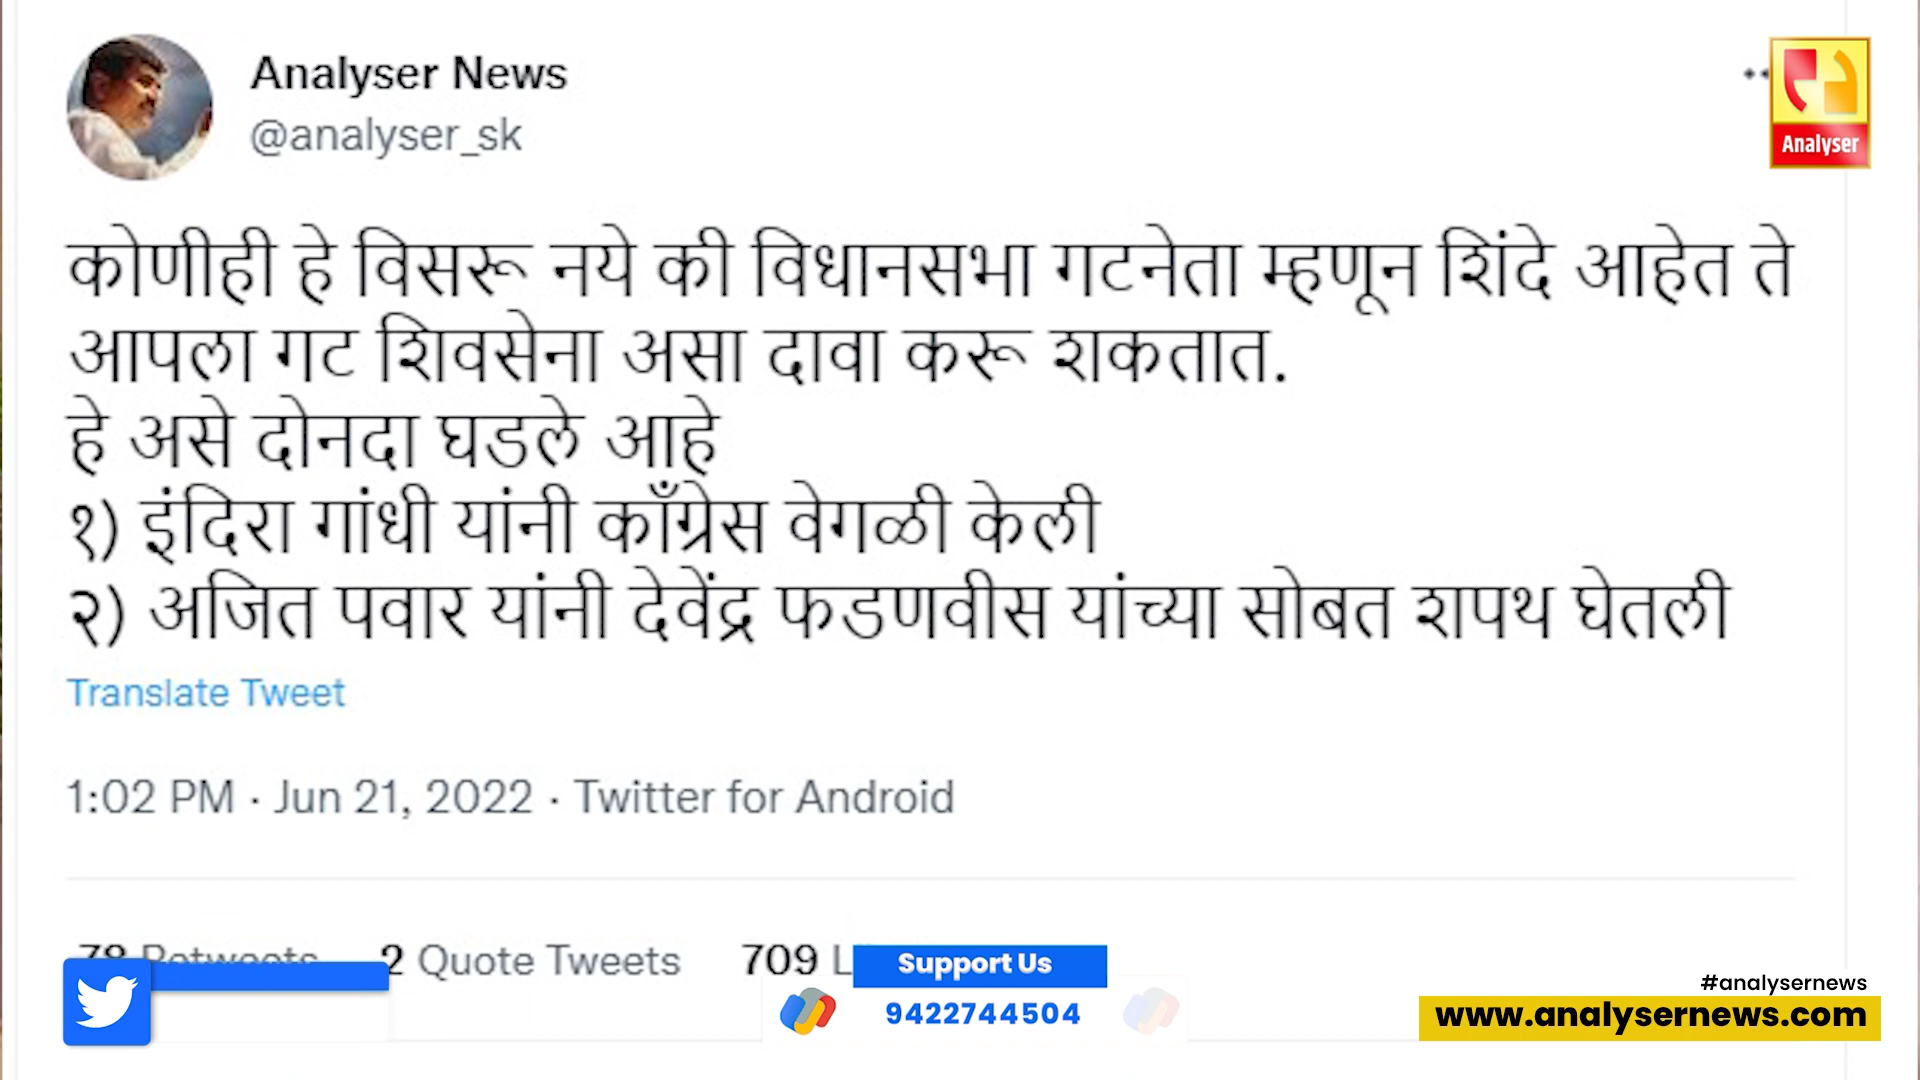 Analyser News
@analyser_sk
Analyser
कोणीही हे विसरू नये की विधानसभा गटनेता म्हणून शिंदे आहेत ते
आपला गट शिवसेना असा दावा करू शकतात.
हे असे दोनदा घडले आहे
१) इंदिरा गांधी यांनी काँग्रेस वेगळी केली
२) अजित पवार यांनी देवेंद्र फडणवीस यांच्या सोबत शपथ घेतली
Translate Tweet
1:02 PM · Jun 21, 2022 · Twitter for Android
78 Retweets 2 Quote Tweets 709 L
Support Us
9422744504
#analysernews
www.analysernews.com